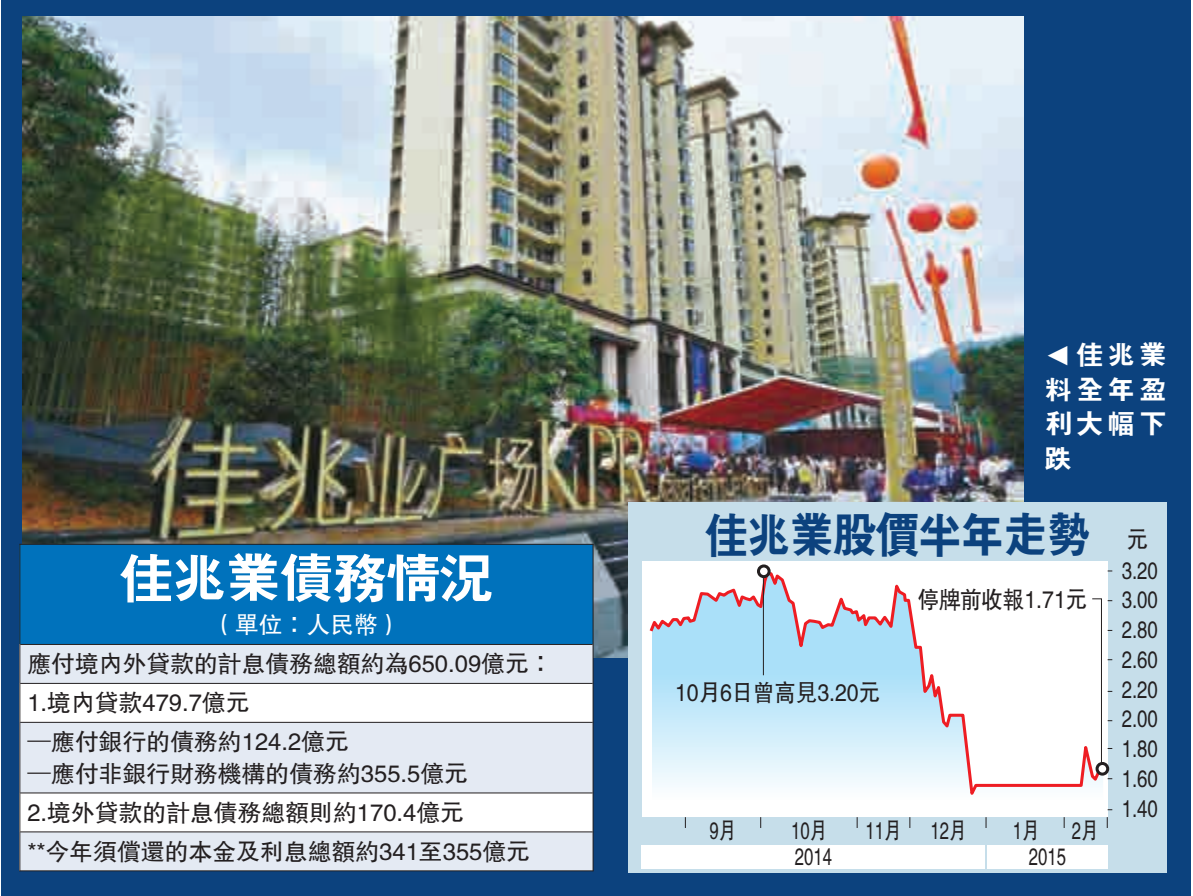 佳兆业广场KPR
◀佳兆業
料全年盈
利大幅下
跌
佳兆業債務情況
（單位：人民幣）
應付境內外貸款的計息債務總額約為650.09億元：
1.境內貸款479.7億元
—應付銀行的債務約124.2億元
—應付非銀行財務機構的債務約355.5億元
2.境外貸款的計息債務總額則約170.4億元
**今年須償還的本金及利息總額約341至355億元
佳兆業股價半年走勢
元
3.20
3.00
2.80
2.60
2.20
2.00
1.80
1.60
1.40
停牌前收報1.71元
10月6日曾高見3.20元
9月 10月 11月 12月 1月 2月
2014 2015